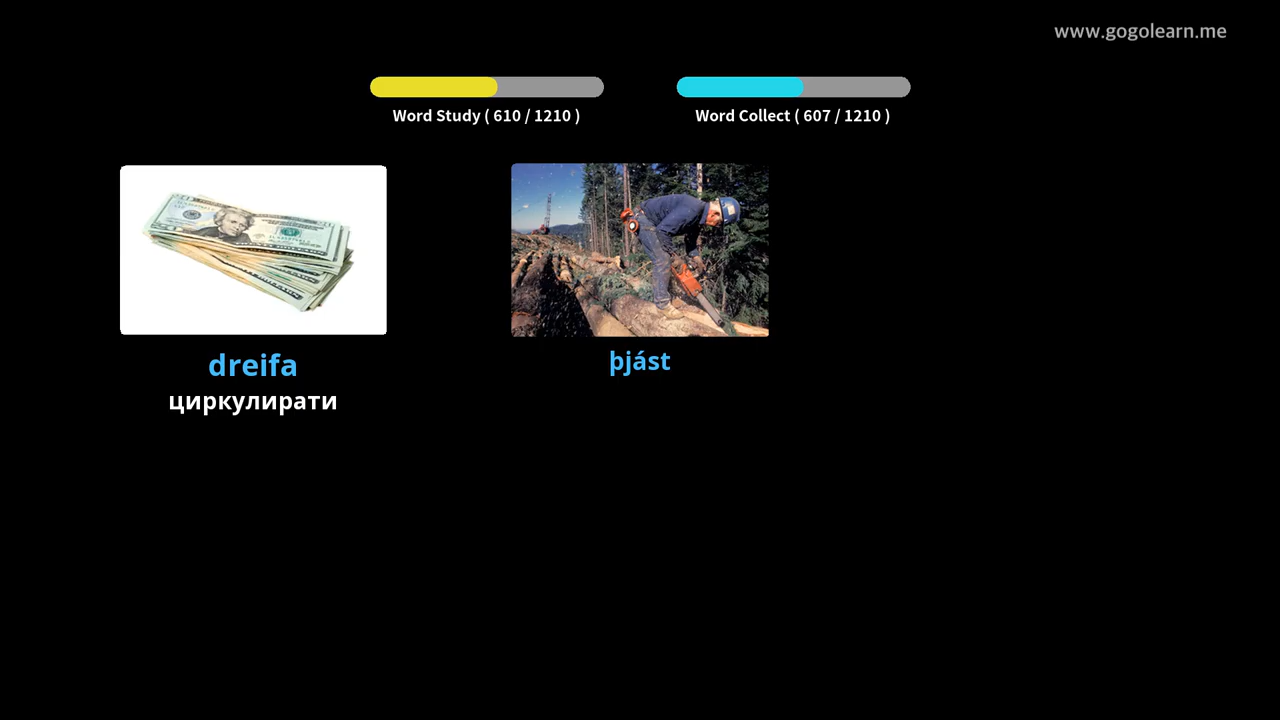 www.gogolearn.me
Word Study ( 610 / 1210 )
Word Collect ( 607 / 1210 )
dreifa
циркулирати
þjást